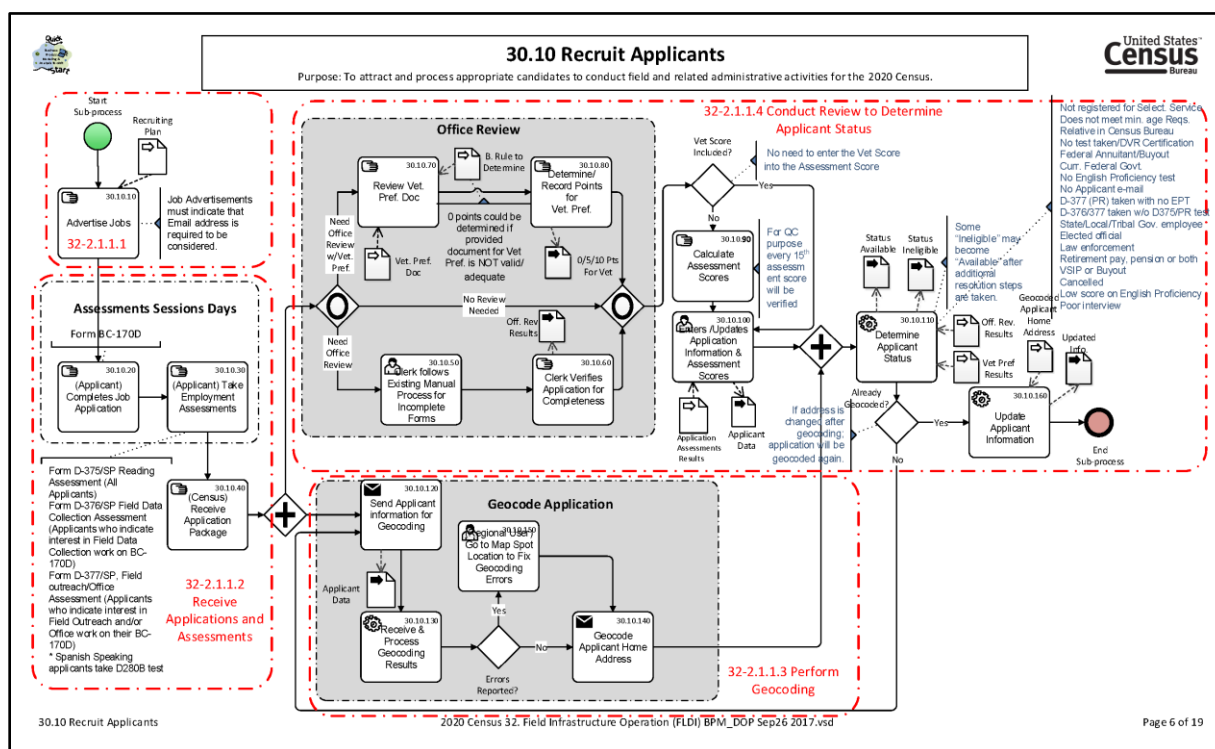 Quick
Start
30.10 Recruit Applicants
Purpose: To attract and process appropriate candidates to conduct field and related administrative activities for the 2020 Census.
United States™
Census
Bureau
Start
Sub-process
Recruiting
Plan
30.10.10
Advertise Jobs
32-2.1.1.1
Job Advertisements
must indicate that
Email address is
required to be
considered.
Assessments Sessions Days
Form BC-170D
30.10.20
(Applicant)
Completes Job
Application
30.10.30
(Applicant) Take
Employment
Assessments
Form D-375/SP Reading
Assessment (All
Applicants)
Form D-376/SP Field Data
Collection Assessment
(Applicants who indicate
interest in Field Data
Collection work on BC-
170D)
Form D-377/SP, Field
outreach/Office
Assessment (Applicants
who indicate interest in
Field Outreach and/or
Office work on their BC-
170D)
* Spanish Speaking
applicants take D280B test
30.10.40
(Census)
Receive
Application
Package
32-2.1.1.2
Receive
Applications and
Assessments
Office Review
30.10.70
Review Vet.
Pref. Doc
B. Rule to
Determine
30.10.80
Determine/
Record Points
for
Vet. Pref.
Need
Office
Review
w/Vet. Pref.
Vet. Pref.
Doc
0 points could be
determined if
provided
document for Vet
Pref. is NOT valid/
adequate
0/5/10 Pts
For Vet
No Review
Needed
Need
Office
Review
Off. Rev.
Results
30.10.50
Clerk follows
Existing Manual
Process for
Incomplete
Forms
30.10.60
Clerk Verifies
Application for
Completeness
32-2.1.1.4 Conduct Review to Determine
Applicant Status
Vet Score
Included?
No need to enter the Vet Score
into the Assessment Score
Yes
No
30.10.90
Calculate
Assessment
Scores
For QC
purpose
every 15th
assessm
ent score
will be
verified
30.10.100
Enters /Updates
Application
Information &
Assessment
Scores
Application
Assessments
Results
Applicant
Data
Status
Available
Status
Ineligible
Some
“Ineligible” may
become
“Available” after
additional
resolution steps
are taken.
Not registered for Select. Service
Does not meet min. age Reqs.
Relative in Census Bureau
No test taken/DVR Certification
Federal Annuitant/Buyout
Curr. Federal Govt.
No English Proficiency test
No Applicant e-mail
D-377 (PR) taken with no EPT
D-376/377 taken w/o D375/PR test
State/Local/Tribal Gov. employee
Elected official
Law enforcement
Retirement pay, pension or both
VSIP or Buyout
Cancelled
Low score on English Proficiency
Poor interview
30.10.110
Determine
Applicant
Status
Off. Rev.
Results
Vet Pref
Results
Geocoded
Applicant
Home
Address
Updated
Info
Already
Geocoded?
Yes
No
If address is
changed after
geocoding;
application will be
geocoded again.
30.10.160
Update
Applicant
Information
End
Sub-process
Geocode Application
30.10.120
Send Applicant
information for
Geocoding
Applicant
Data
30.10.130
Receive &
Process
Geocoding
Results
30.10.150
Regional User)
Go to Map Spot
Location to Fix
Geocoding
Errors
Yes
No
Errors
Reported?
30.10.140
Geocode
Applicant Home
Address
32-2.1.1.3 Perform
Geocoding
30.10 Recruit Applicants
2020 Census 32. Field Infrastructure Operation (FLDI) BPM_DOP Sep26 2017.vsd
Page 6 of 19